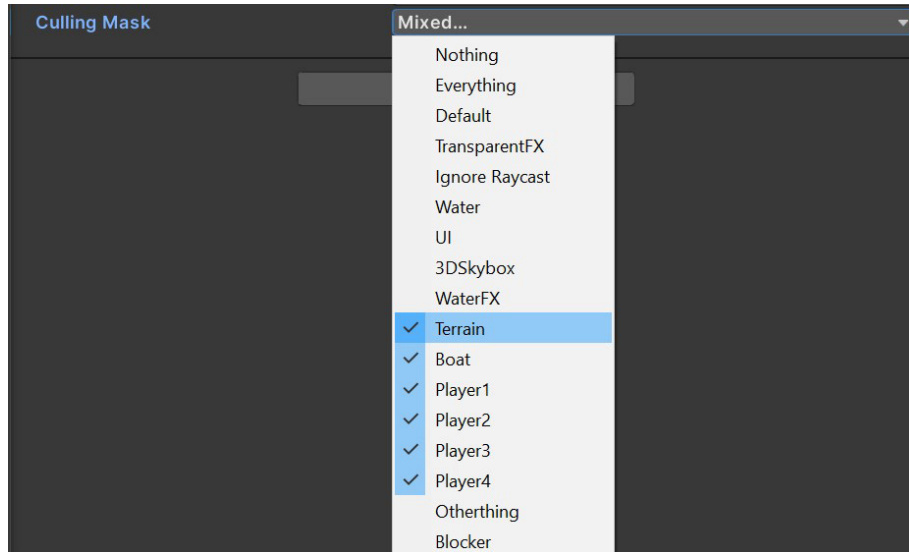 Culling Mask
Mixed...
Nothing
Everything
Default
TransparentFX
Ignore Raycast
Water
UI
3DSkybox
WaterFX
Terrain
Boat
Player1
Player2
Player3
Player4
Otherthing
Blocker